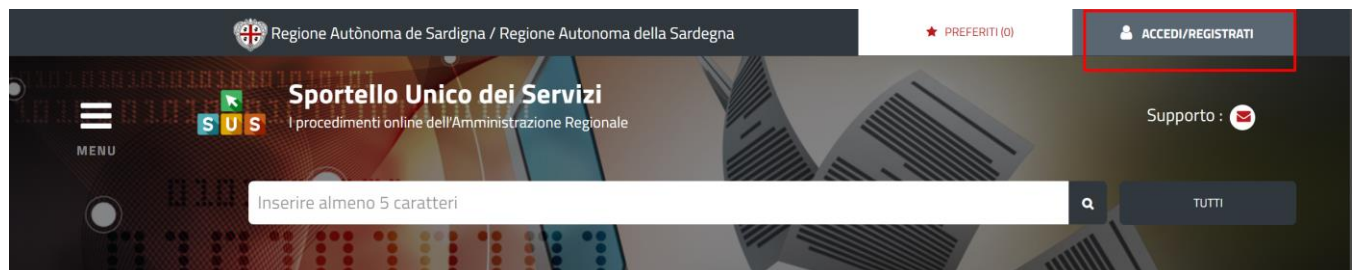 Regione Autònoma de Sardigna / Regione Autonoma della Sardegna
PREFERITI (0)
ACCEDI/REGISTRATI
MENU
SUS
Sportello Unico dei Servizi
I procedimenti online dell'Amministrazione Regionale
Supporto :
Inserire almeno 5 caratteri
TUTTI